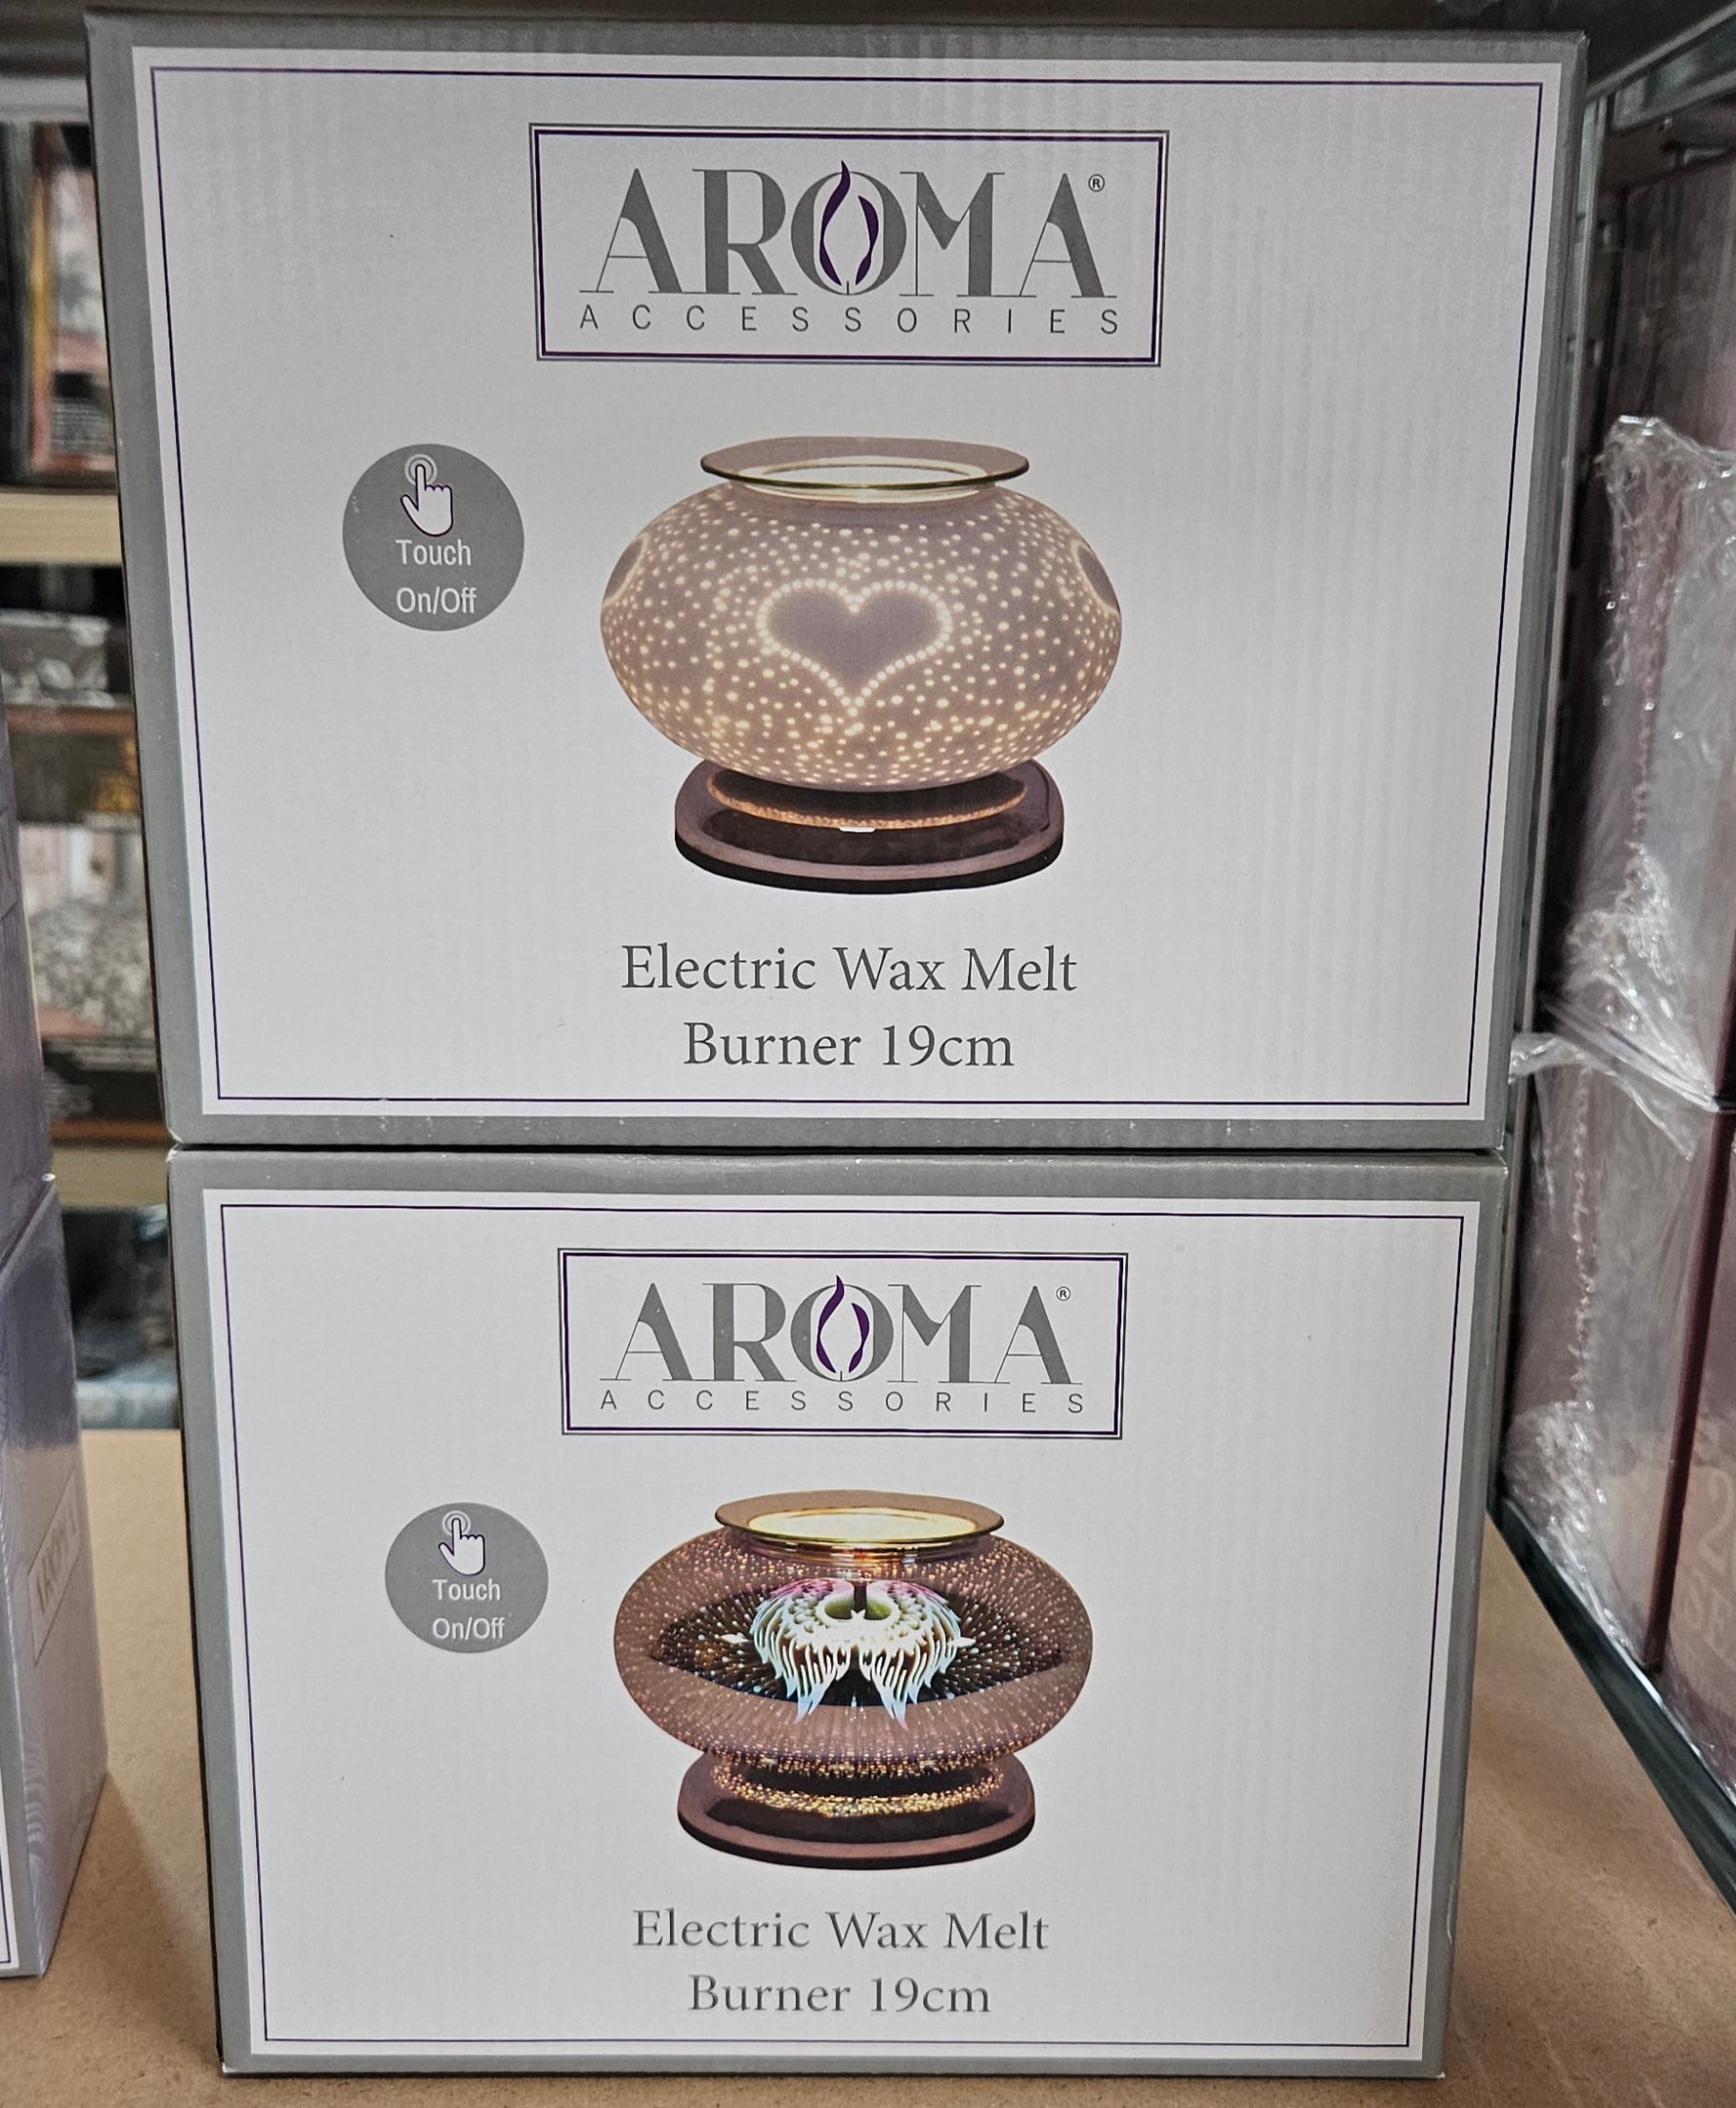 AROMA®
ACCESSORIES
Touch
On/Off
Electric Wax Melt
Burner 19cm
AROMA®
ACCESSORIES
Touch
On/Off
Electric Wax Melt
Burner 19cm